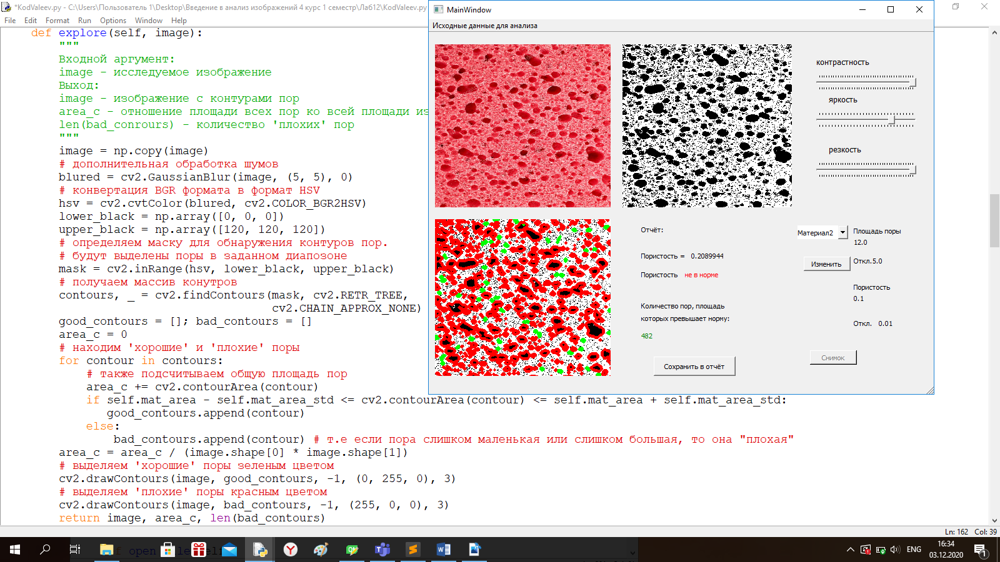 *KodValeev.py - C:\Users\Пользователь 1\Desktop\Введение в анализ изображений 4 курс 1 семестр\Лаб12\KodValeev.py
File Edit Format Run Options Window Help
def explore(self, image):
"""
Входной аргумент:
image - исследуемое изображение
Выход:
image - изображение с контурами пор
area_c - отношение площади всех пор ко всей площади из
len(bad_conrours) - количество 'плохих' пор
"""
image = np.copy(image)
# дополнительная обработка шумов
blured = cv2.GaussianBlur(image, (5, 5), 0)
# конвертация BGR формата в формат HSV
hsv = cv2.cvtColor(blured, cv2.COLOR_BGR2HSV)
lower_black = np.array([0, 0, 0])
upper_black = np.array([120, 120, 120])
# определяем маску для обнаружения контуров пор.
# будут выделены поры в заданном диапозоне
mask = cv2.inRange(hsv, lower_black, upper_black)
# получаем массив конутров
contours, _ = cv2.findContours(mask, cv2.RETR_TREE,
cv2.CHAIN_APPROX_NONE)
good_contours = []; bad_contours = []
area_c = 0
# находим 'хорошие' и 'плохие' поры
for contour in contours:
# также подсчитываем общую площадь пор
area_c += cv2.contourArea(contour)
if self.mat_area - self.mat_area_std <= cv2.contourArea(contour) <= self.mat_area + self.mat_area_std:
good_contours.append(contour)
else:
bad_contours.append(contour) # т.е если пора слишком маленькая или слишком большая, то она "плохая"
area_c = area_c / (image.shape[0] * image.shape[1])
# выделяем 'хорошие' поры зеленым цветом
cv2.drawContours(image, good_contours, -1, (0, 255, 0), 3)
# выделяем 'плохие' поры красным цветом
cv2.drawContours(image, bad_contours, -1, (255, 0, 0), 3)
return image, area_c, len(bad_contours)
MainWindow
Исходные данные для анализа
контрастность
яркость
резкость
Отчёт:
Пористость = 0.2089944
Пористость не в норме
Количество пор, площадь
которых превышает норму:
482
Сохранить в отчёт
Материал2
Изменить
Площадь поры
12.0
Откл.5.0
Пористость
0.1
Откл. 0.01
Снимок
Ln: 162 Col: 39
open
ENG
16:34
03.12.2020
1